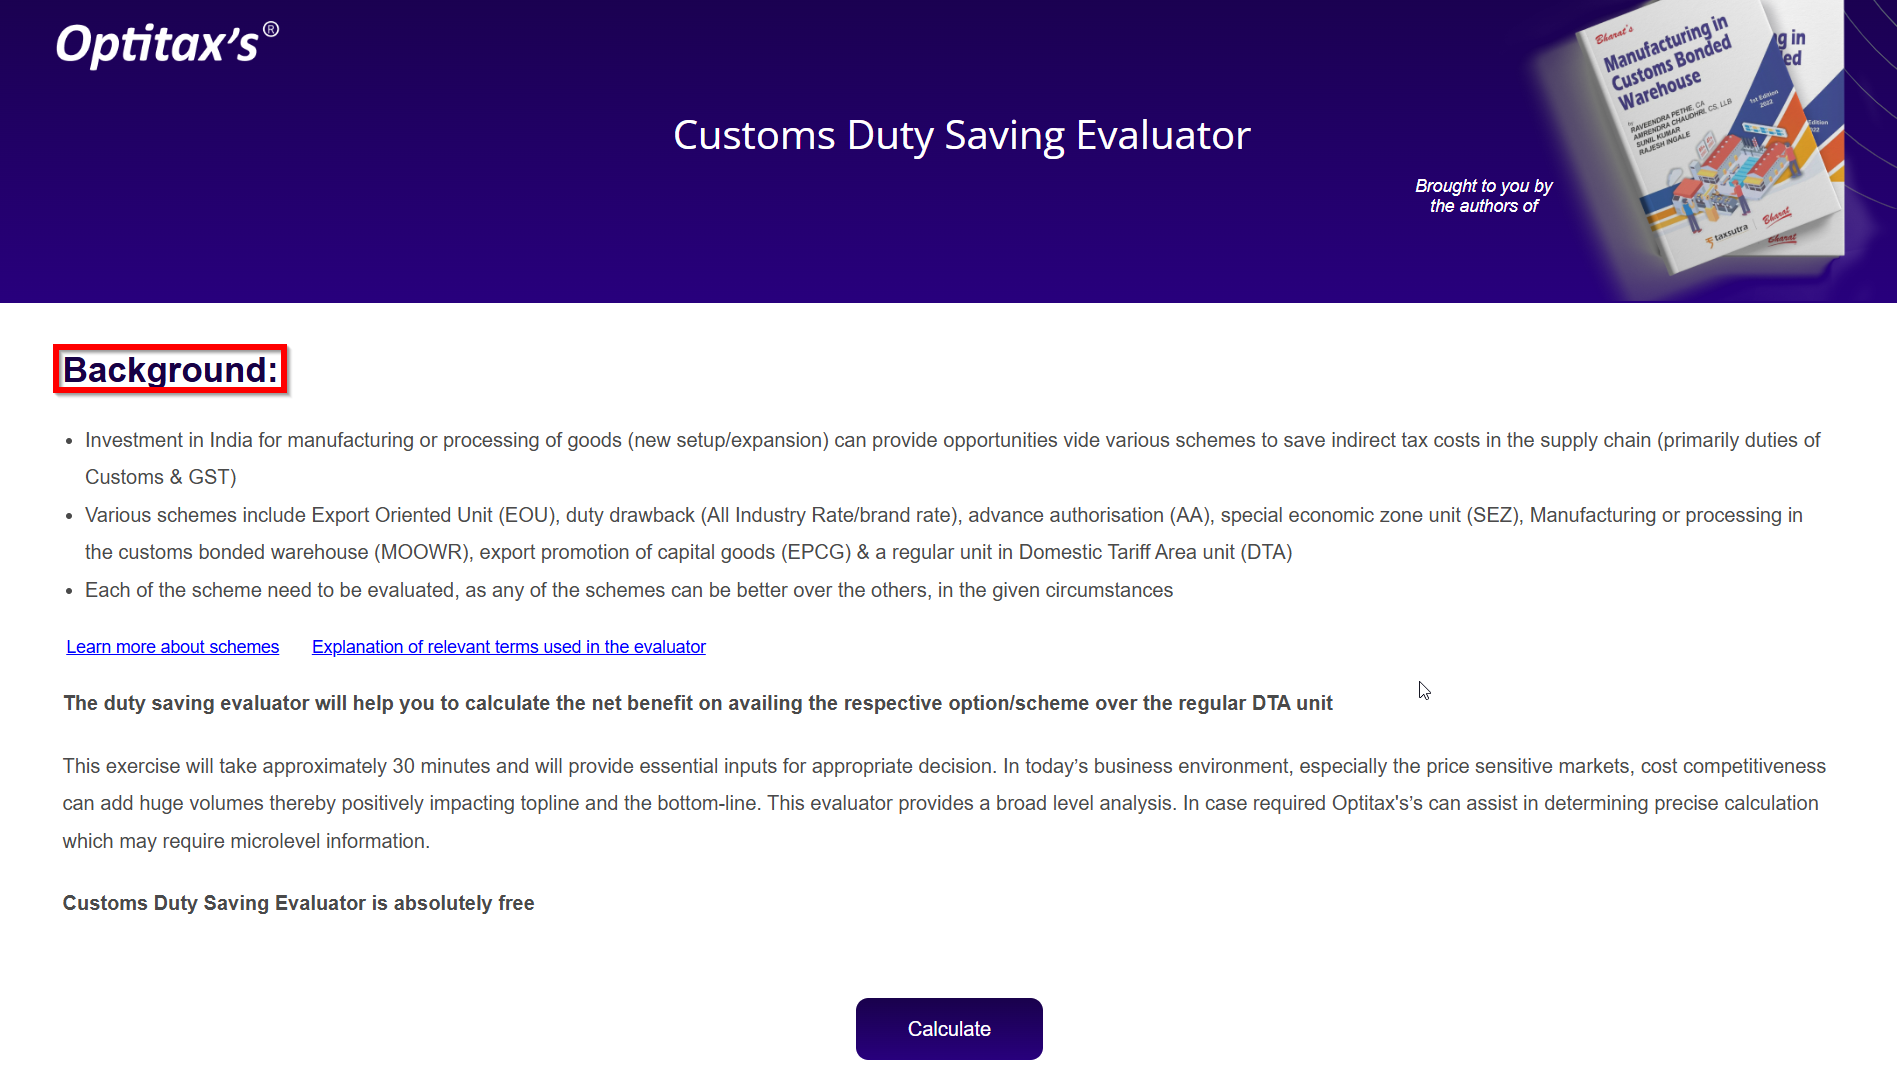 Optitax's®
Customs Duty Saving Evaluator
Brought to you by
the authors of
Bharat's
Manufacturing in
Customs Bonded
Warehouse
1st Edition
2022
by
RAVEENDRA PETHE, CA
AMRENDRA CHAUDHRI, CS, LLB
SUNIL KUMAR
RAJESH INGALE
taxsutra
Bharat
g in
ed
Edition
Bharat
Background:
• Investment in India for manufacturing or processing of goods (new setup/expansion) can provide opportunities vide various schemes to save indirect tax costs in the supply chain (primarily duties of
Customs & GST)
• Various schemes include Export Oriented Unit (EOU), duty drawback (All Industry Rate/brand rate), advance authorisation (AA), special economic zone unit (SEZ), Manufacturing or processing in
the customs bonded warehouse (MOOWR), export promotion of capital goods (EPCG) & a regular unit in Domestic Tariff Area unit (DTA)
• Each of the scheme need to be evaluated, as any of the schemes can be better over the others, in the given circumstances
Learn more about schemes Explanation of relevant terms used in the evaluator
The duty saving evaluator will help you to calculate the net benefit on availing the respective option/scheme over the regular DTA unit
This exercise will take approximately 30 minutes and will provide essential inputs for appropriate decision. In today’s business environment, especially the price sensitive markets, cost competitiveness
can add huge volumes thereby positively impacting topline and the bottom-line. This evaluator provides a broad level analysis. In case required Optitax's’s can assist in determining precise calculation
which may require microlevel information.
Customs Duty Saving Evaluator is absolutely free
Calculate